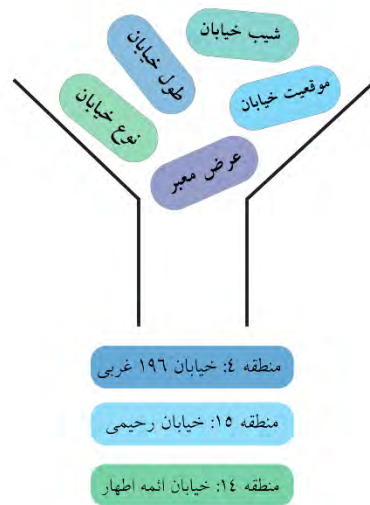 شیب خیابان
طول خیابان
موقعیت خیابان
نوع خیابان
عرض معبر
منطقه ٤: خیابان ١٩٦ غربی
منطقه ١٥: خیابان رحیمی
منطقه ١٤: خیابان ائمه اطهار